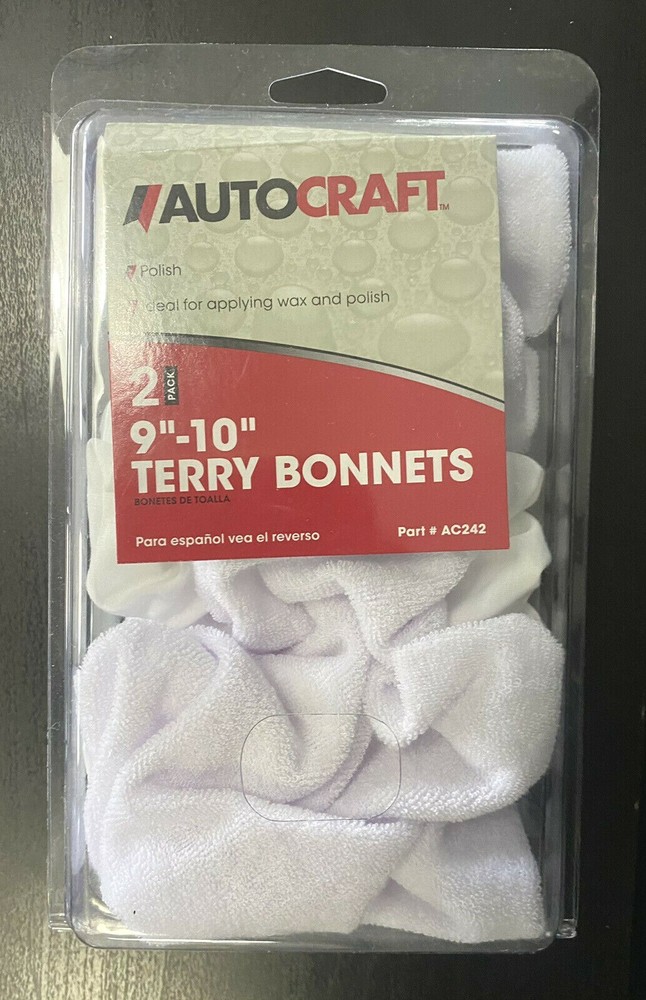 AUTOCRAFT™
Polish
Ideal for applying wax and polish
2 PACK
9"-10"
TERRY BONNETS
BONETES DE TOALLA
Para español vea el reverso
Part # AC242